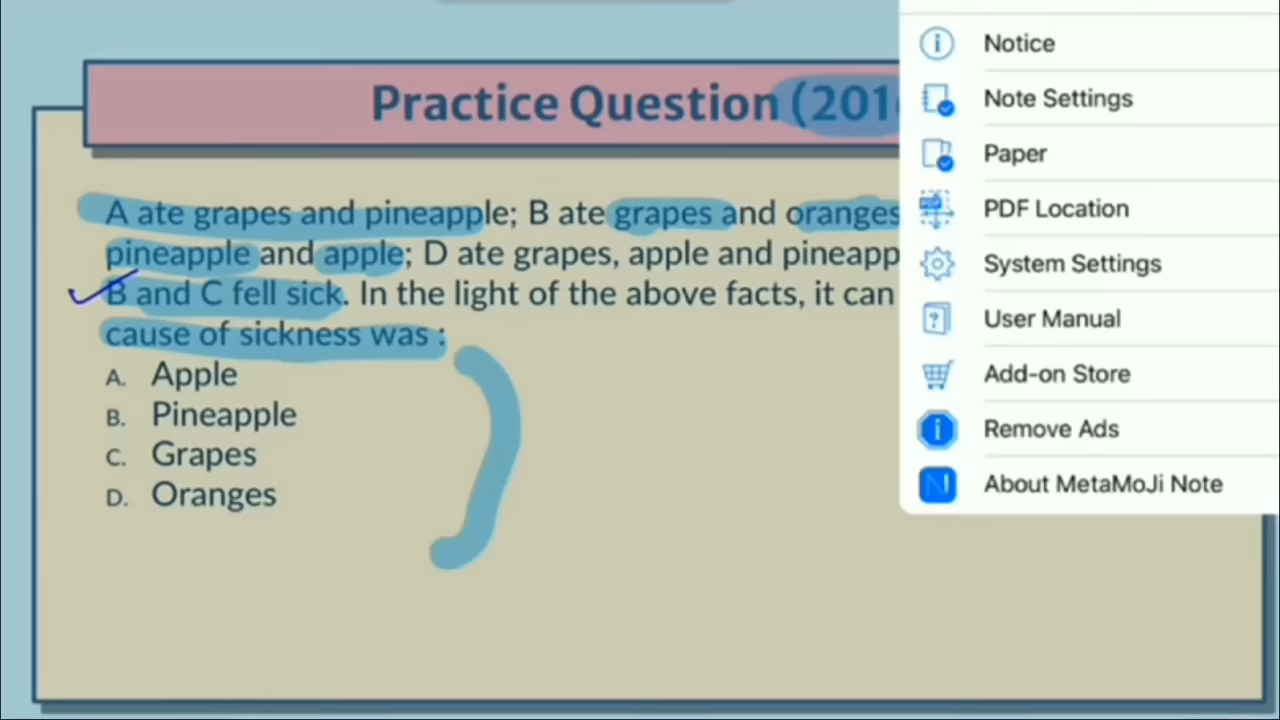 Practice Question (201
A ate grapes and pineapple; B ate grapes and oranges
pineapple and apple; D ate grapes, apple and pineapp
B and C fell sick. In the light of the above facts, it can
cause of sickness was :
A. Apple
B. Pineapple
C. Grapes
D. Oranges
Notice
Note Settings
Paper
PDF Location
System Settings
User Manual
Add-on Store
Remove Ads
About MetaMoJi Note